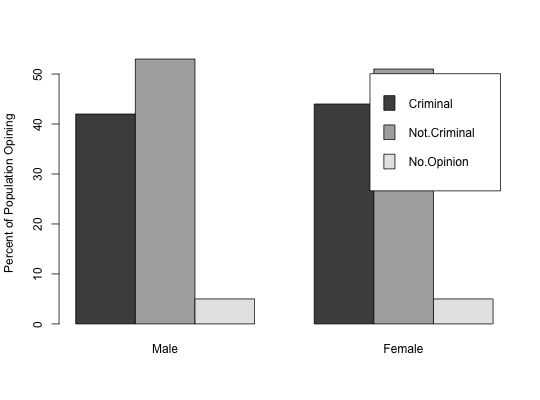 Percent of Population Opining
50
40
30
20
10
0
Criminal
Not.Criminal
No.Opinion
Male
Female